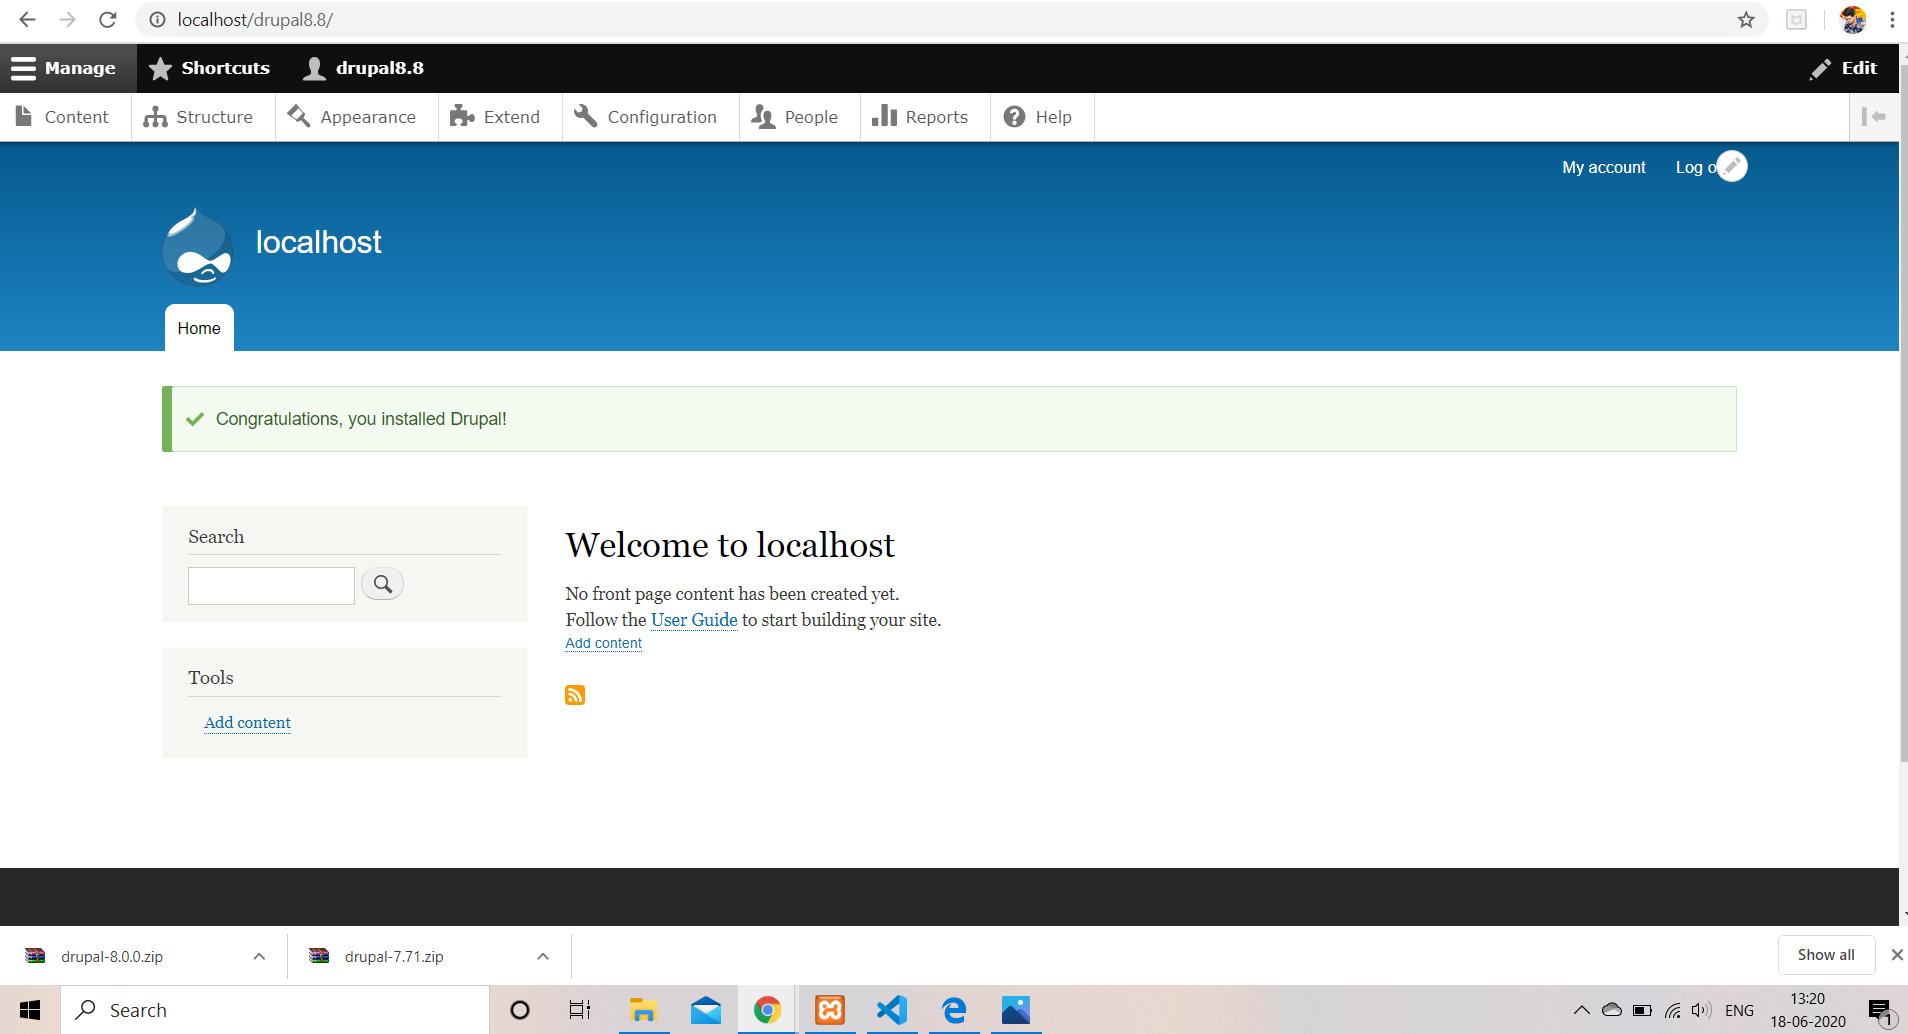 localhost/drupal8.8/
Manage Shortcuts drupal8.8 Edit
Content Structure Appearance Extend Configuration People Reports Help
My account Log o
localhost
Home
Congratulations, you installed Drupal!
Search
Welcome to localhost
No front page content has been created yet.
Follow the User Guide to start building your site.
Add content
Tools
Add content
drupal-8.0.0.zip drupal-7.71.zip Show all
Search
ENG
13:20
18-06-2020
1